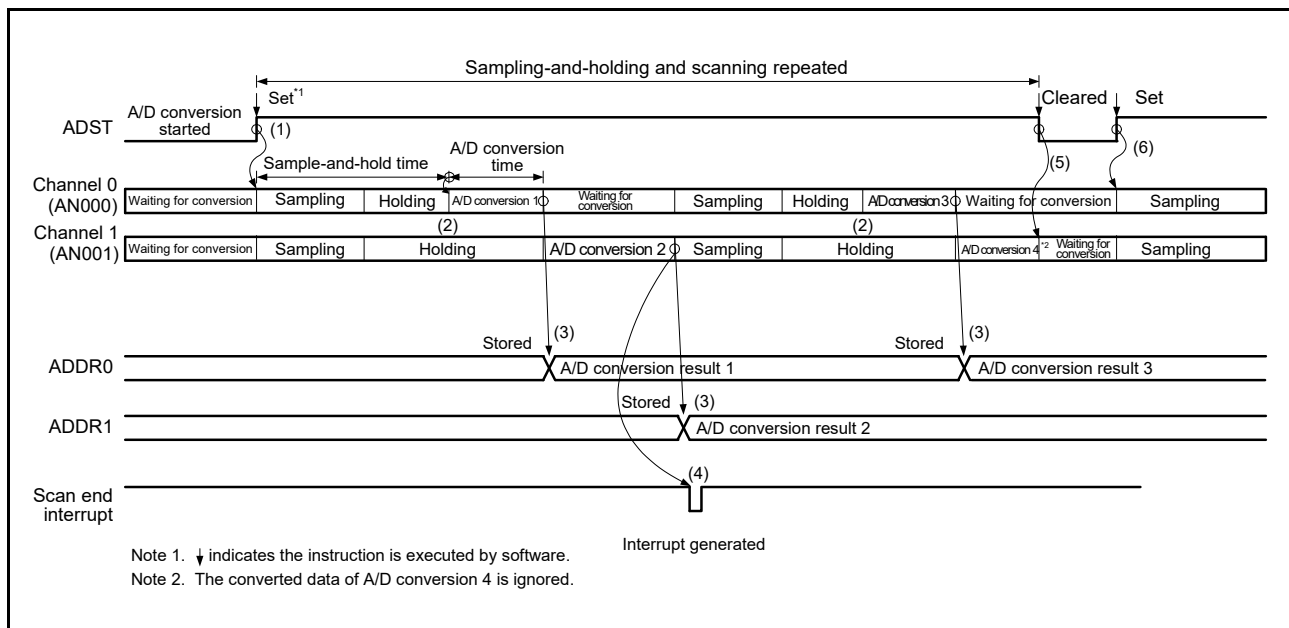 Sampling-and-holding and scanning repeated
A/D conversion started
Set*1
Cleared
Set
ADST
(1)
(5)
(6)
Sample-and-hold time
A/D conversion time
Channel 0 (AN000)
Waiting for conversion
Sampling
Holding
A/D conversion 1
Waiting for conversion
Sampling
Holding
A/D conversion 3
Waiting for conversion
Sampling
(2)
(2)
Channel 1 (AN001)
Waiting for conversion
Sampling
Holding
A/D conversion 2
Sampling
Holding
A/D conversion 4
*2
Waiting for conversion
Sampling
Stored
(3)
Stored
(3)
ADDR0
A/D conversion result 1
A/D conversion result 3
Stored
(3)
ADDR1
A/D conversion result 2
(4)
Scan end interrupt
Interrupt generated
Note 1. ↓ indicates the instruction is executed by software.
Note 2. The converted data of A/D conversion 4 is ignored.